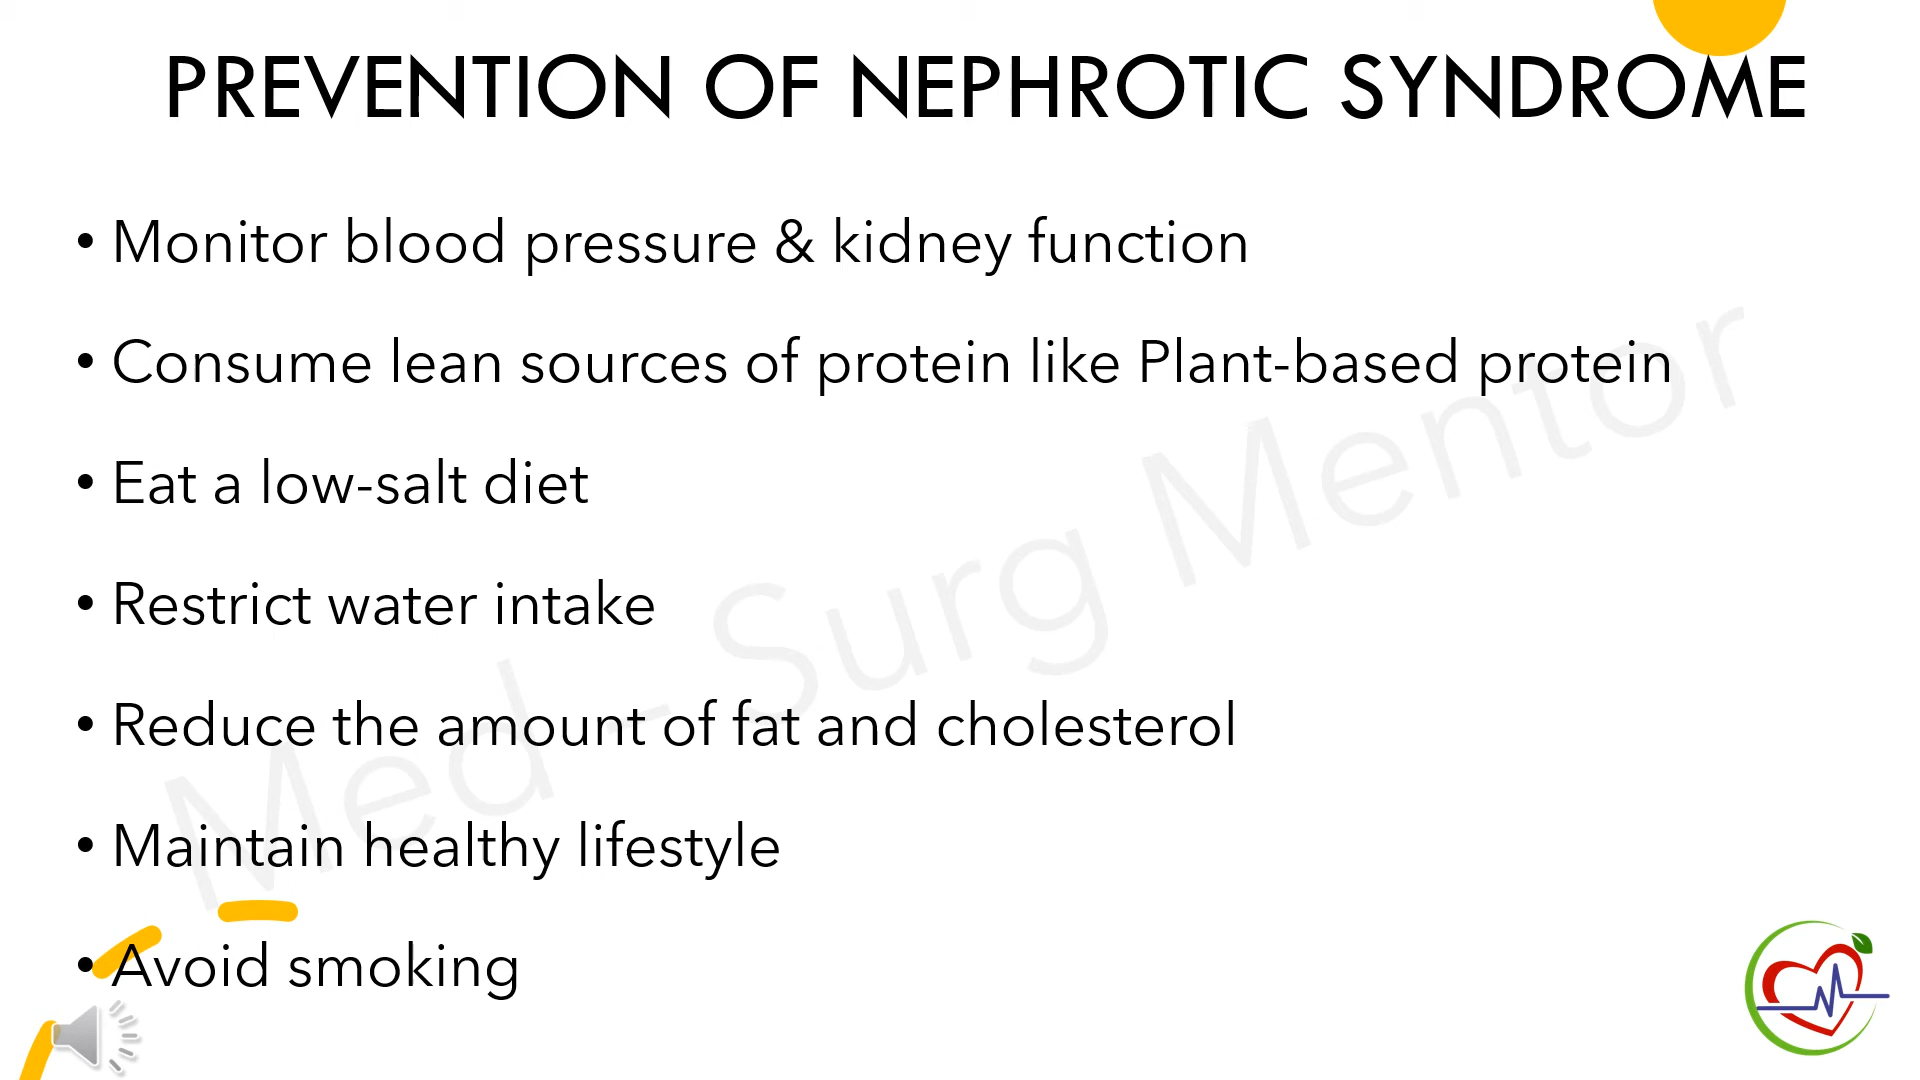 PREVENTION OF NEPHROTIC SYNDROME
• Monitor blood pressure & kidney function
• Consume lean sources of protein like Plant-based protein
• Eat a low-salt diet
• Restrict water intake
• Reduce the amount of fat and cholesterol
• Maintain healthy lifestyle
• Avoid smoking
Med - Surg Mentor